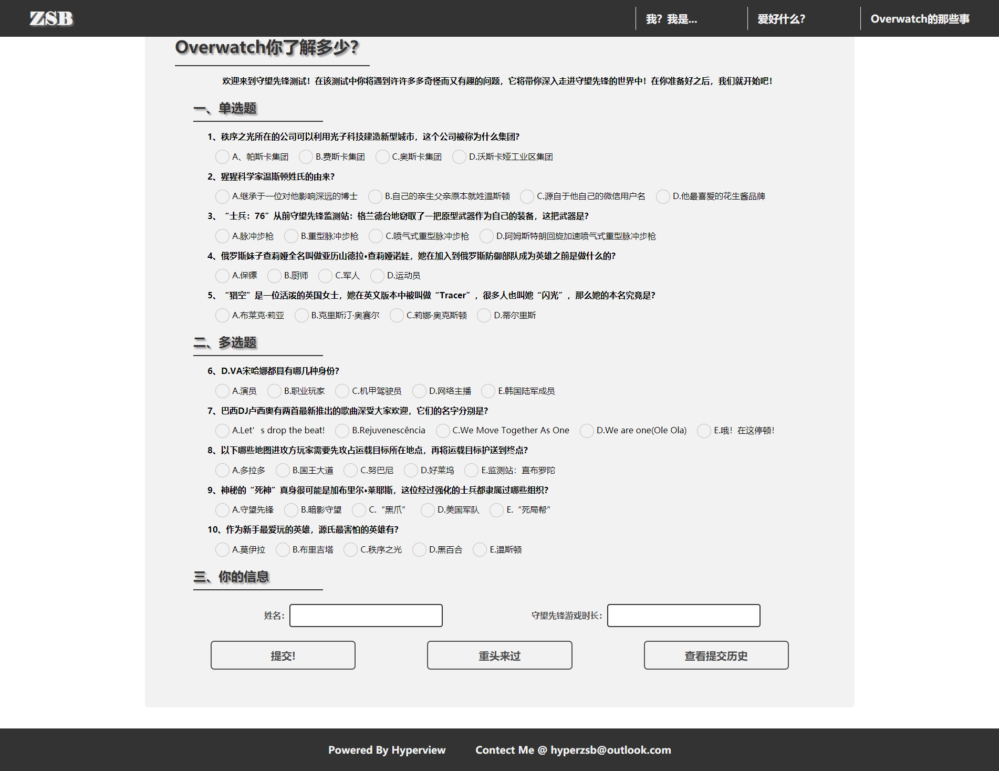 ZSB
我？我是...
爱好什么？
Overwatch的那些事
Overwatch你了解多少？
欢迎来到守望先锋测试！在该测试中你将遇到许许多多奇怪而又有趣的问题，它将带你深入走进守望先锋的世界中！在你准备好之后，我们就开始吧！
一、单选题
1、秩序之光所在的公司可以利用光子科技建造新型城市，这个公司被称为什么集团？
A、帕斯卡集团 B.费斯卡集团 C.奥斯卡集团 D.沃斯卡娅工业区集团
2、猩猩科学家温斯顿姓氏的由来？
A.继承于一位对他影响深远的博士 B.自己的亲生父亲原本就姓温斯顿 C.源自于他自己的微信用户名 D.他最喜爱的花生酱品牌
3、“士兵：76”从前守望先锋监测站：格兰德台地窃取了一把原型武器作为自己的装备，这把武器是？
A.脉冲步枪 B.重型脉冲步枪 C.喷气式重型脉冲步枪 D.阿姆斯特朗回旋加速喷气式重型脉冲步枪
4、俄罗斯妹子查莉娅全名叫做亚历山德拉·查莉娅诺娃，她在加入到俄罗斯防御部队成为英雄之前是做什么的？
A.保镖 B.厨师 C.军人 D.运动员
5、“猎空”是一位活泼的英国女士，她在英文版本中被叫做“Tracer”，很多人也叫她“闪光”，那么她的本名究竟是？
A.布莱克·莉亚 B.克里斯汀·奥赛尔 C.莉娜·奥克斯顿 D.蒂尔里斯
二、多选题
6、D.VA宋哈娜都具有哪几种身份？
A.演员 B.职业玩家 C.机甲驾驶员 D.网络主播 E.韩国陆军成员
7、巴西DJ卢西奥有两首最新推出的歌曲深受大家欢迎，它们的名字分别是？
A.Let’s drop the beat! B.Rejuvenescência C.We Move Together As One D.We are one(Ole Ola) E.哦！在这停顿！
8、以下哪些地图进攻方玩家需要先攻占运载目标所在地点，再将运载目标护送到终点？
A.多拉多 B.国王大道 C.努巴尼 D.好莱坞 E.监测站：直布罗陀
9、神秘的“死神”真身很可能是加布里尔·莱耶斯，这位经过强化的士兵都隶属过哪些组织？
A.守望先锋 B.暗影守望 C.“黑爪” D.美国军队 E.“死局帮”
10、作为新手最爱玩的英雄，源氏最害怕的英雄有？
A.莫伊拉 B.布里吉塔 C.秩序之光 D.黑百合 E.温斯顿
三、你的信息
姓名： 守望先锋游戏时长：
提交！ 重头来过 查看提交历史
Powered By Hyperview Contect Me @ hyperzsb@outlook.com